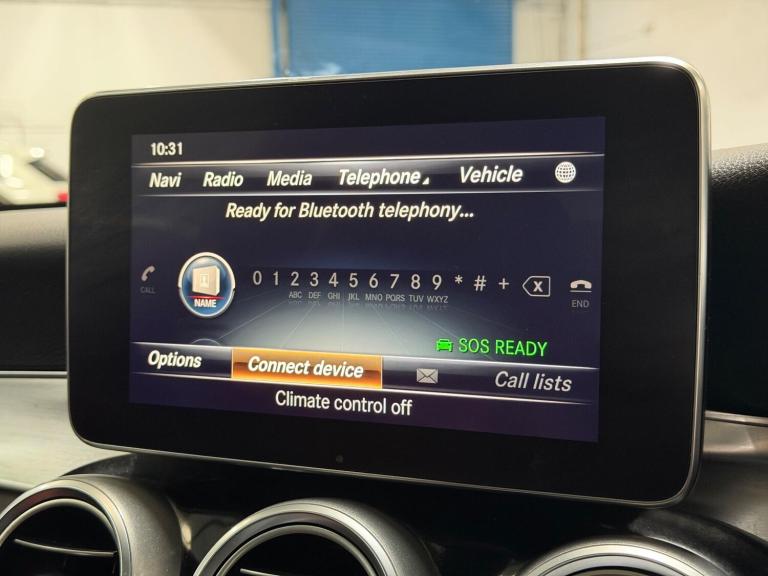 10:31
Navi Radio Media Telephone Vehicle
Ready for Bluetooth telephony...
0 1 2 3 4 5 6 7 8 9 * # + X
ABC DEF GHI JKL MNO PQRS TUV WXYZ
CALL NAME END
SOS READY
Options Connect device Call lists
Climate control off